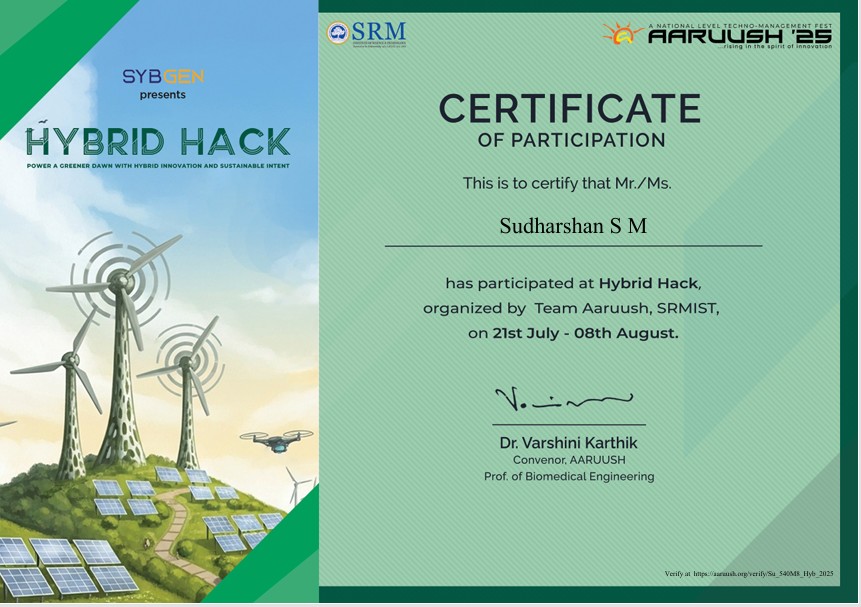 SYBGEN
presents
HYBRID HACK
POWER A GREENER DAWN WITH HYBRID INNOVATION AND SUSTAINABLE INTENT
SRM
A NATIONAL LEVEL TECHNO-MANAGEMENT FEST
AARUUSH '25
...rising in the spirit of innovation
CERTIFICATE
OF PARTICIPATION
This is to certify that Mr./Ms.
Sudharshan S M
has participated at Hybrid Hack,
organized by Team Aaruush, SRMIST,
on 21st July - 08th August.
Dr. Varshini Karthik
Convenor, AARUUSH
Prof. of Biomedical Engineering
Verify at https://aaruush.org/verify/Su_540M8_Hyb_2025